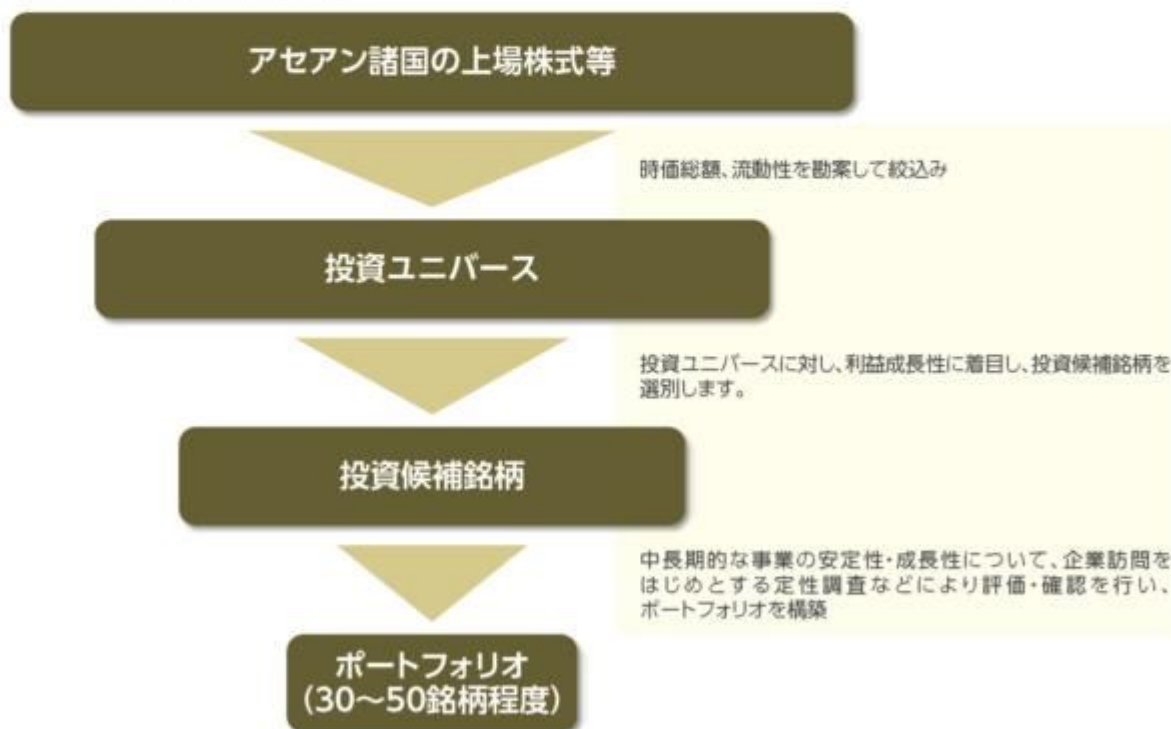 アセアン諸国の上場株式等
時価総額、流動性を勘案して絞込み
投資ユニバース
投資ユニバースに対し、利益成長性に着目し、投資候補銘柄を
選別します。
投資候補銘柄
中長期的な事業の安定性・成長性について、企業訪問を
はじめとする定性調査などにより評価・確認を行い、
ポートフォリオを構築
ポートフォリオ
(30～50銘柄程度)